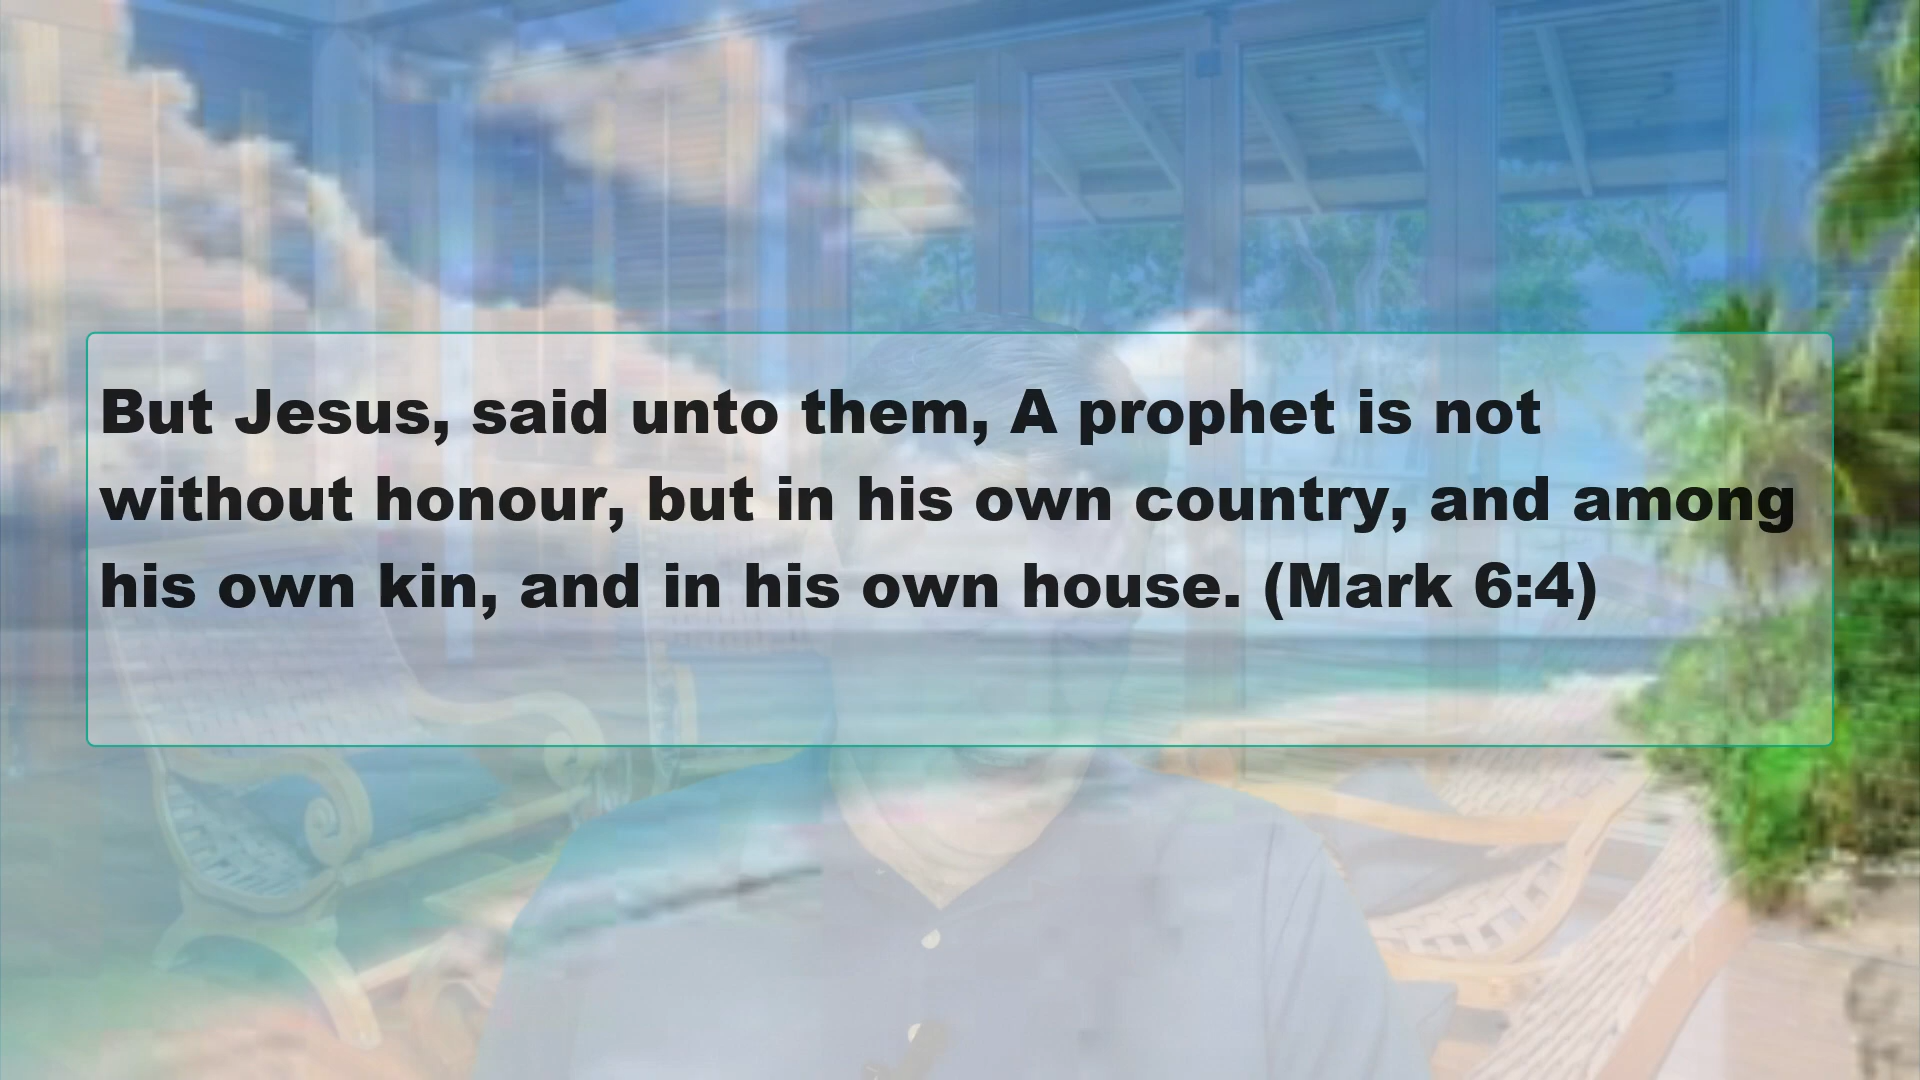 But Jesus, said unto them, A prophet is not
without honour, but in his own country, and among
his own kin, and in his own house. (Mark 6:4)